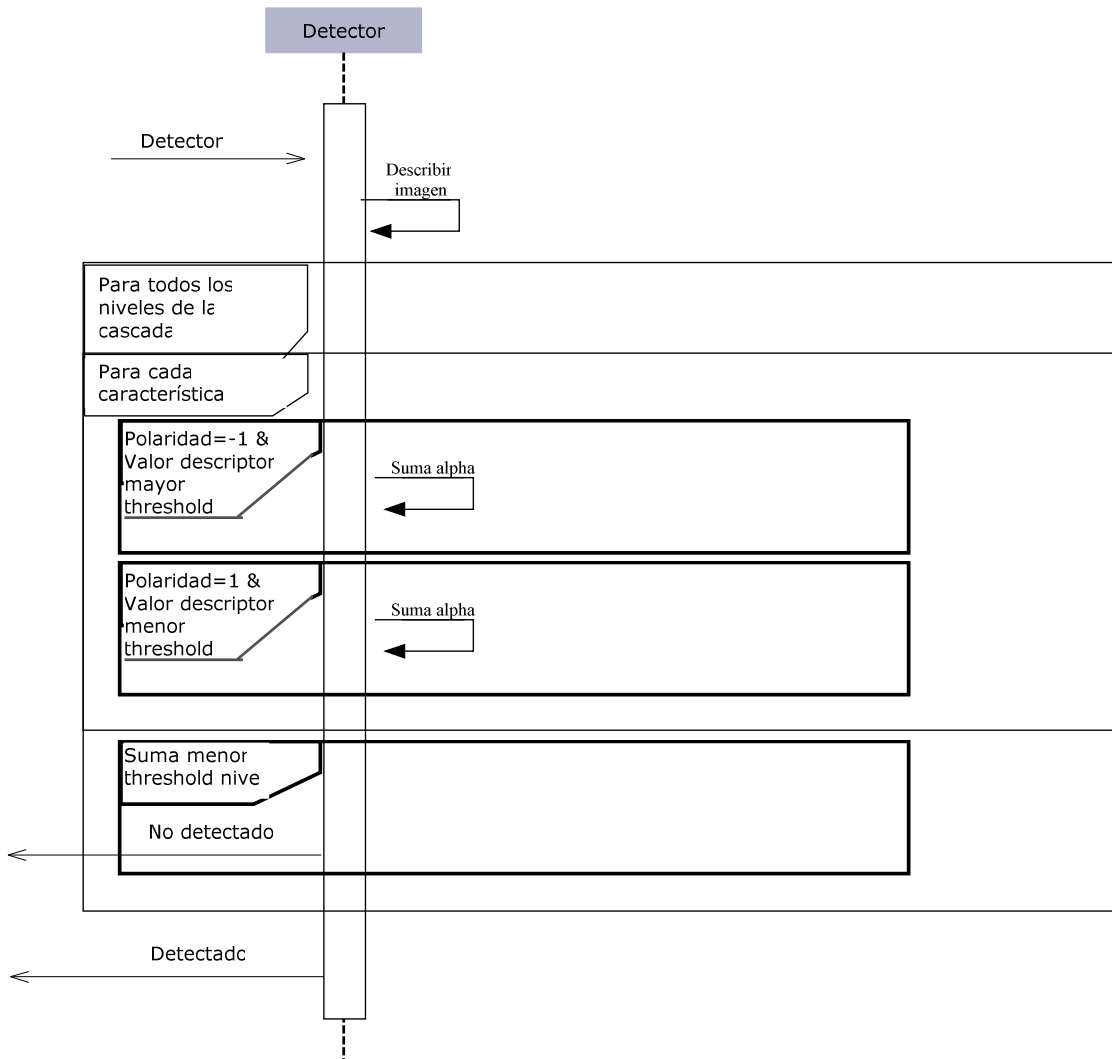 Detector
Detector
Describir
imagen
Para todos los
niveles de la
cascada
Para cada
característica
Polaridad=-1 &
Valor descriptor
mayor
threshold
Suma alpha
Polaridad=1 &
Valor descriptor
menor
threshold
Suma alpha
Suma menor
threshold nive
No detectado
Detectado